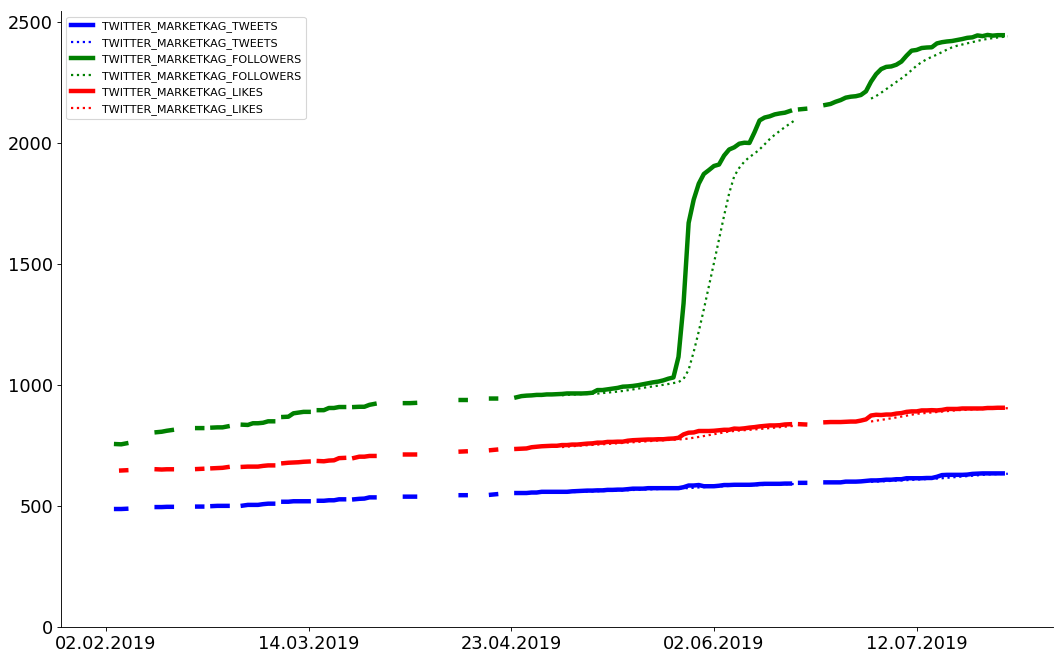 2500
2000
1500
1000
500
0
TWITTER_MARKETKAG_TWEETS
TWITTER_MARKETKAG_TWEETS
TWITTER_MARKETKAG_FOLLOWERS
TWITTER_MARKETKAG_FOLLOWERS
TWITTER_MARKETKAG_LIKES
TWITTER_MARKETKAG_LIKES
02.02.2019 14.03.2019 23.04.2019 02.06.2019 12.07.2019